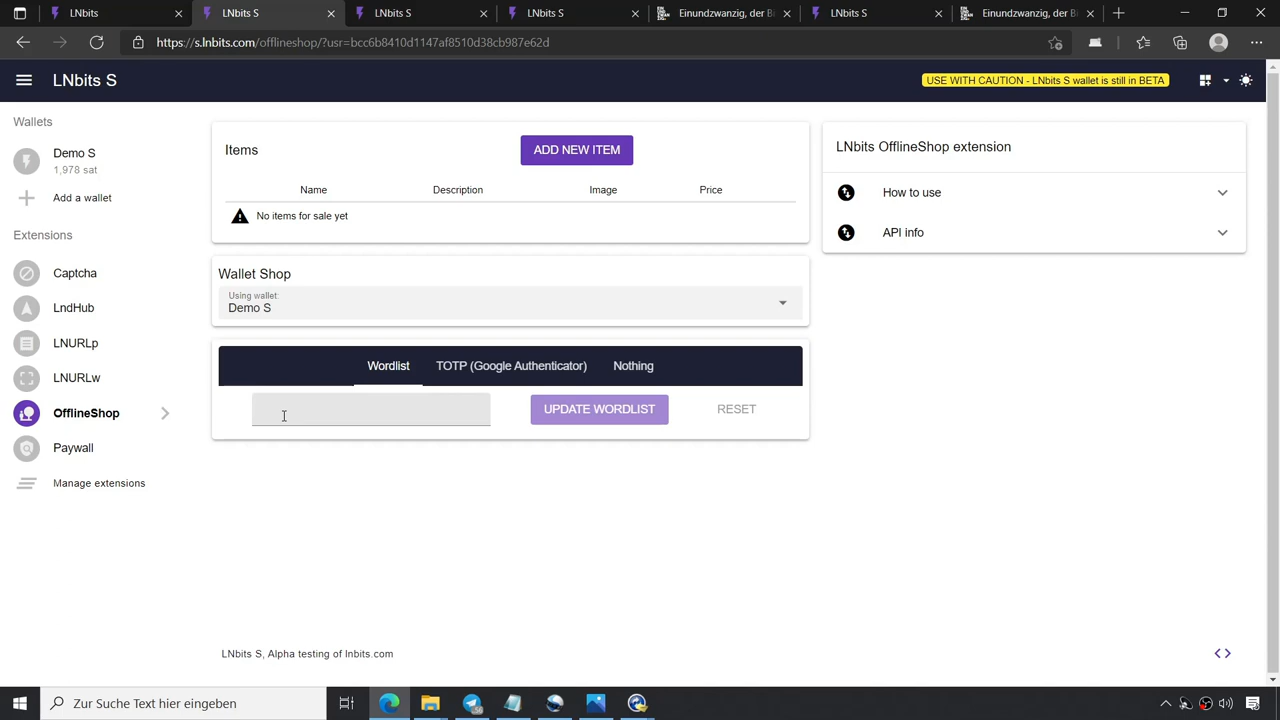 LNbits S
LNbits S
LNbits S
Einundzwanzig, der Bi
LNbits S
Einundzwanzig, der Bi
https://s.lnbits.com/offlineshop/?usr=bcc6b8410d1147af8510d38cb987e62d
LNbits S
USE WITH CAUTION - LNbits S wallet is still in BETA
Wallets
Demo S
1,978 sat
Add a wallet
Extensions
Captcha
LndHub
LNURLp
LNURLw
OfflineShop
Paywall
Manage extensions
Items
ADD NEW ITEM
Name Description Image Price
No items for sale yet
Wallet Shop
Using wallet:
Demo S
Wordlist TOTP (Google Authenticator) Nothing
UPDATE WORDLIST RESET
LNbits OfflineShop extension
How to use
API info
LNbits S, Alpha testing of lnbits.com
Zur Suche Text hier eingeben